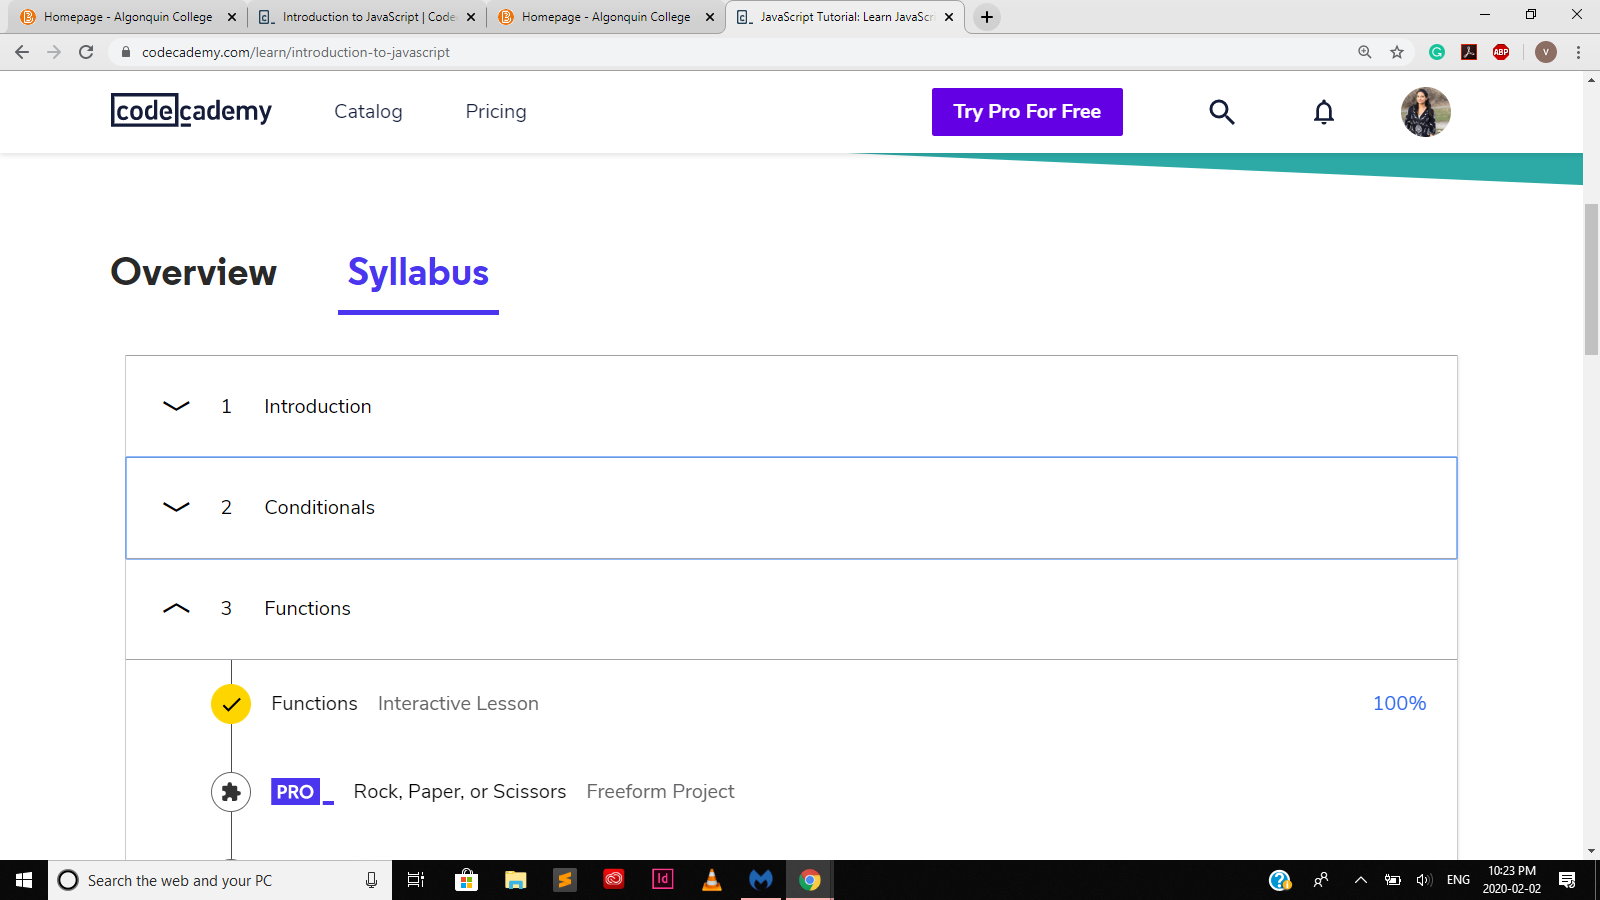 Homepage - Algonquin College
Introduction to JavaScript | Code
Homepage - Algonquin College
JavaScript Tutorial: Learn JavaScr
codecademy.com/learn/introduction-to-javascript
ABP
V
codecademy
Catalog
Pricing
Try Pro For Free
Overview
Syllabus
1 Introduction
2 Conditionals
3 Functions
Functions Interactive Lesson 100%
PRO_ Rock, Paper, or Scissors Freeform Project
Search the web and your PC
Id
ENG
10:23 PM
2020-02-02